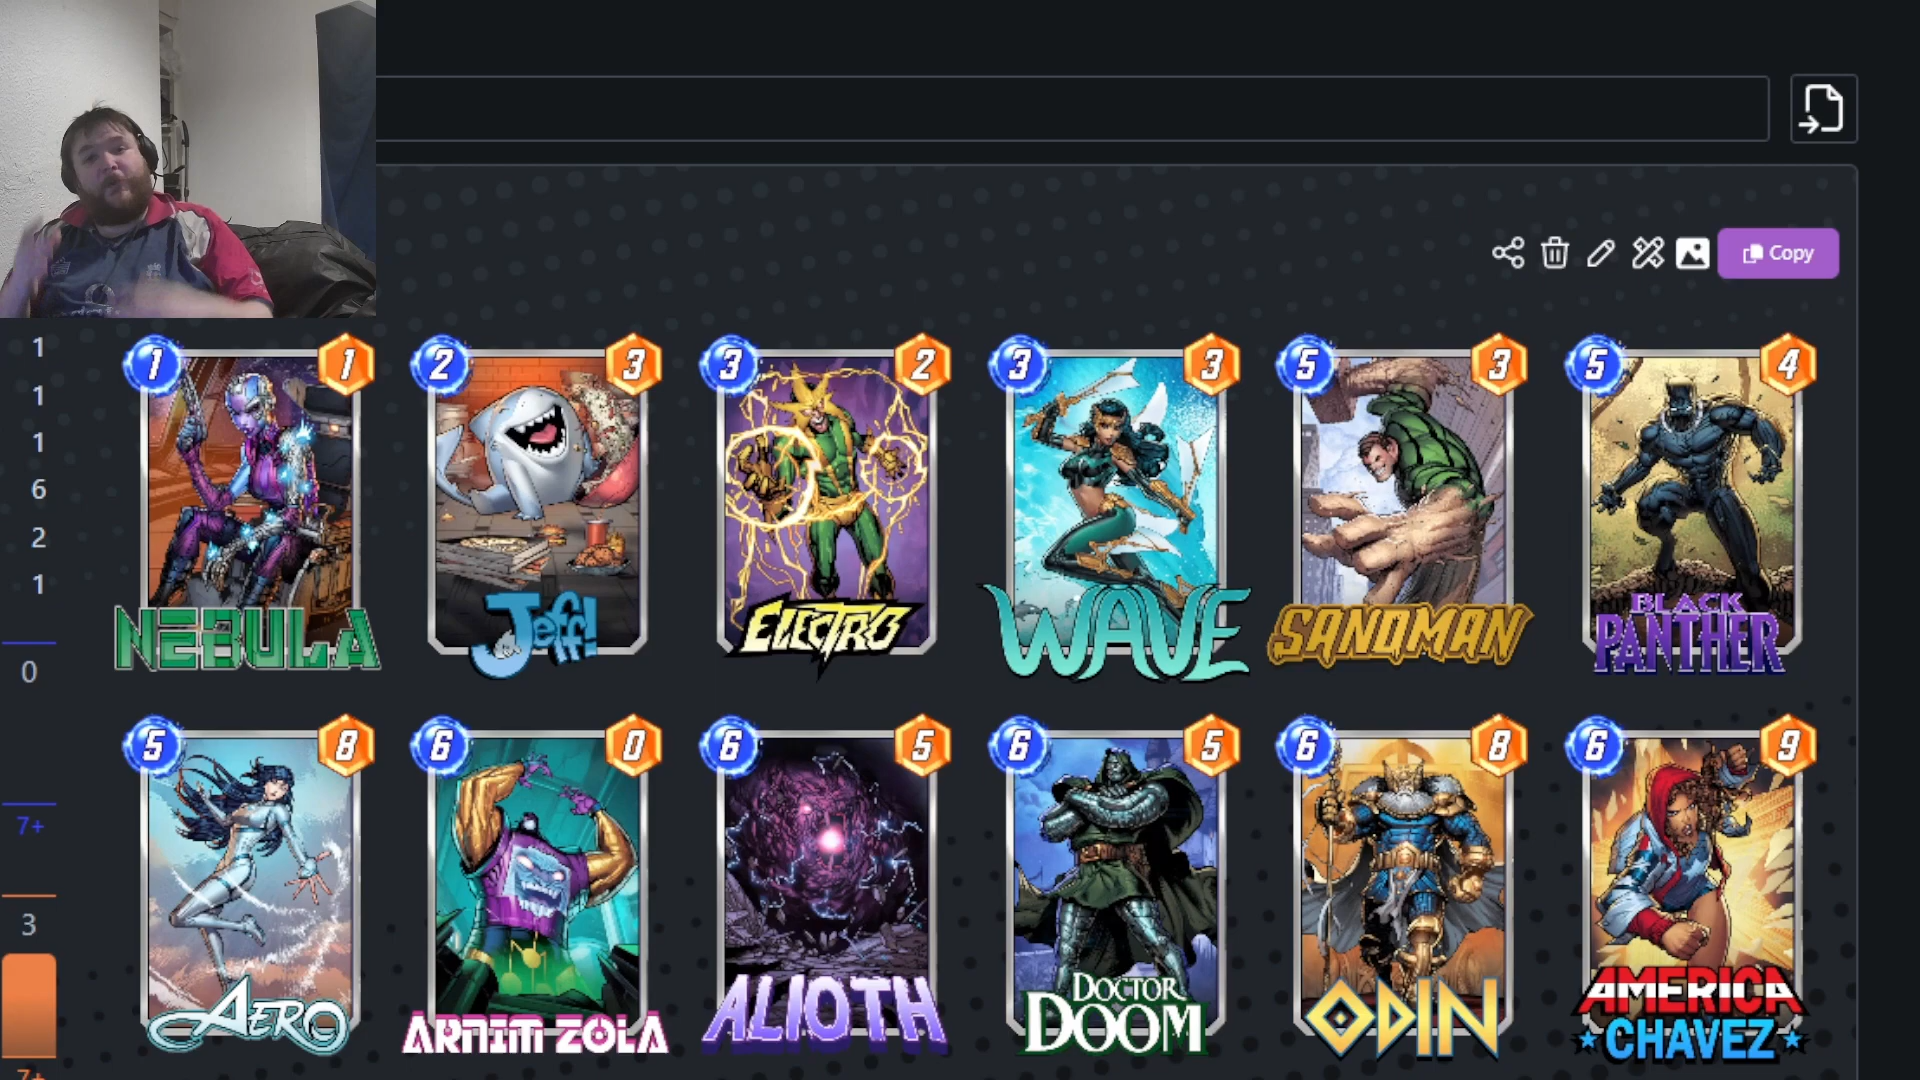 Copy
1
1
1
6
2
1
0
7+
3
7+
1 1
NEBULA
2 3
Jeff!
3 2
ELECTRO
3 3
WAVE
5 3
SANDMAN
5 4
BLACK
PANTHER
5 8
AERO
6 0
ARNIM ZOLA
6 5
ALIOTH
6 5
DOCTOR
DOOM
6 8
ODIN
6 9
AMERICA
CHAVEZ